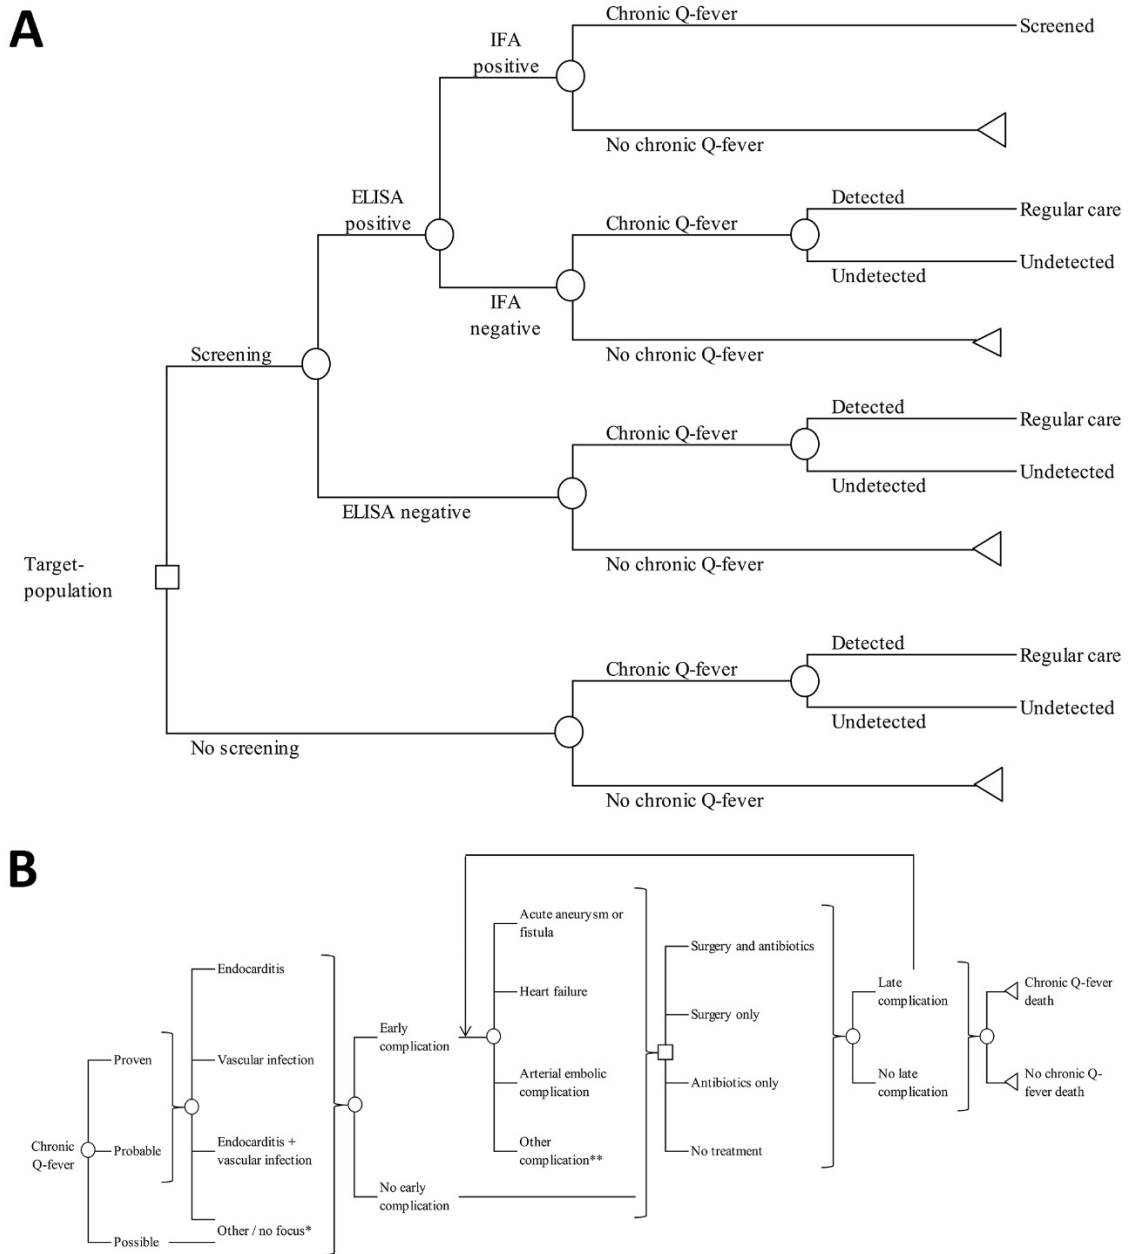 A
Chronic Q-fever
Screened
IFA
positive
No chronic Q-fever
ELISA
positive
Detected
Chronic Q-fever
Regular care
Undetected
Undetected
IFA
negative
No chronic Q-fever
Screening
Detected
Chronic Q-fever
Regular care
Undetected
Undetected
ELISA negative
No chronic Q-fever
Target-
population
Detected
Chronic Q-fever
Regular care
Undetected
Undetected
No screening
No chronic Q-fever
B
Chronic
Q-fever
Proven
Probable
Possible
Endocarditis
Vascular infection
Endocarditis +
vascular infection
Other / no focus*
Early
complication
No early
complication
Acute aneurysm or
fistula
Heart failure
Arterial embolic
complication
Other
complication**
Surgery and antibiotics
Surgery only
Antibiotics only
No treatment
Late
complication
No late
complication
Chronic Q-fever
death
No chronic Q-
fever death